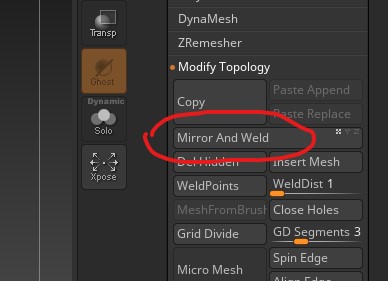 Transp
Ghost
Dynamic
Solo
Xpose
DynaMesh
ZRemesher
Modify Topology
Copy
Paste Append
Paste Replace
Mirror And Weld
Del Hidden
Insert Mesh
WeldPoints
WeldDist 1
MeshFromBrush
Close Holes
Grid Divide
GD Segments 3
Micro Mesh
Spin Edge
Align Edge